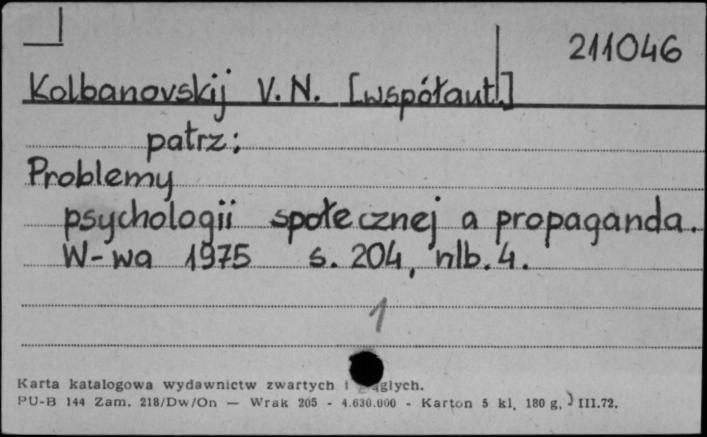 211046
Kolbanovskij V. N. [współaut.]
patrz:
Problemy
psychologii społecznej a propaganda.
W-wa 1975 s. 204, nlb. 4.
1
Karta katalogowa wydawnictw zwartych i ciągłych.
PU-B 144 Zam. 218/Dw/On — Wrak 205 - 4.630.000 - Karton 5 kl. 180 g. III.72.